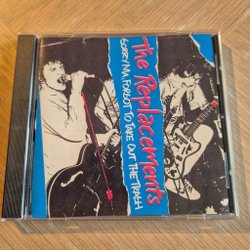 The Replacements
SORRY MA, FORGOT TO TAKE OUT THE TRASH